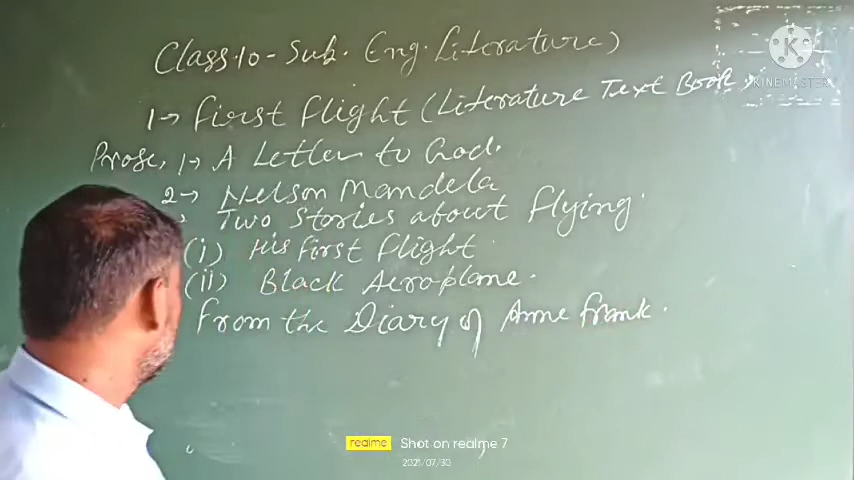 Class.10 - Sub. Eng. Literature)
1→ First Flight (Literature Text Book.)
Prose, 1→ A Letter to God.
2→ Nelson Mandela
Two Stories about Flying.
(i) His First Flight
(ii) Black Aeroplane.
From the Diary of Anne Frank.
K
KINEMASTER
realme Shot on realme 7
2021/07/30